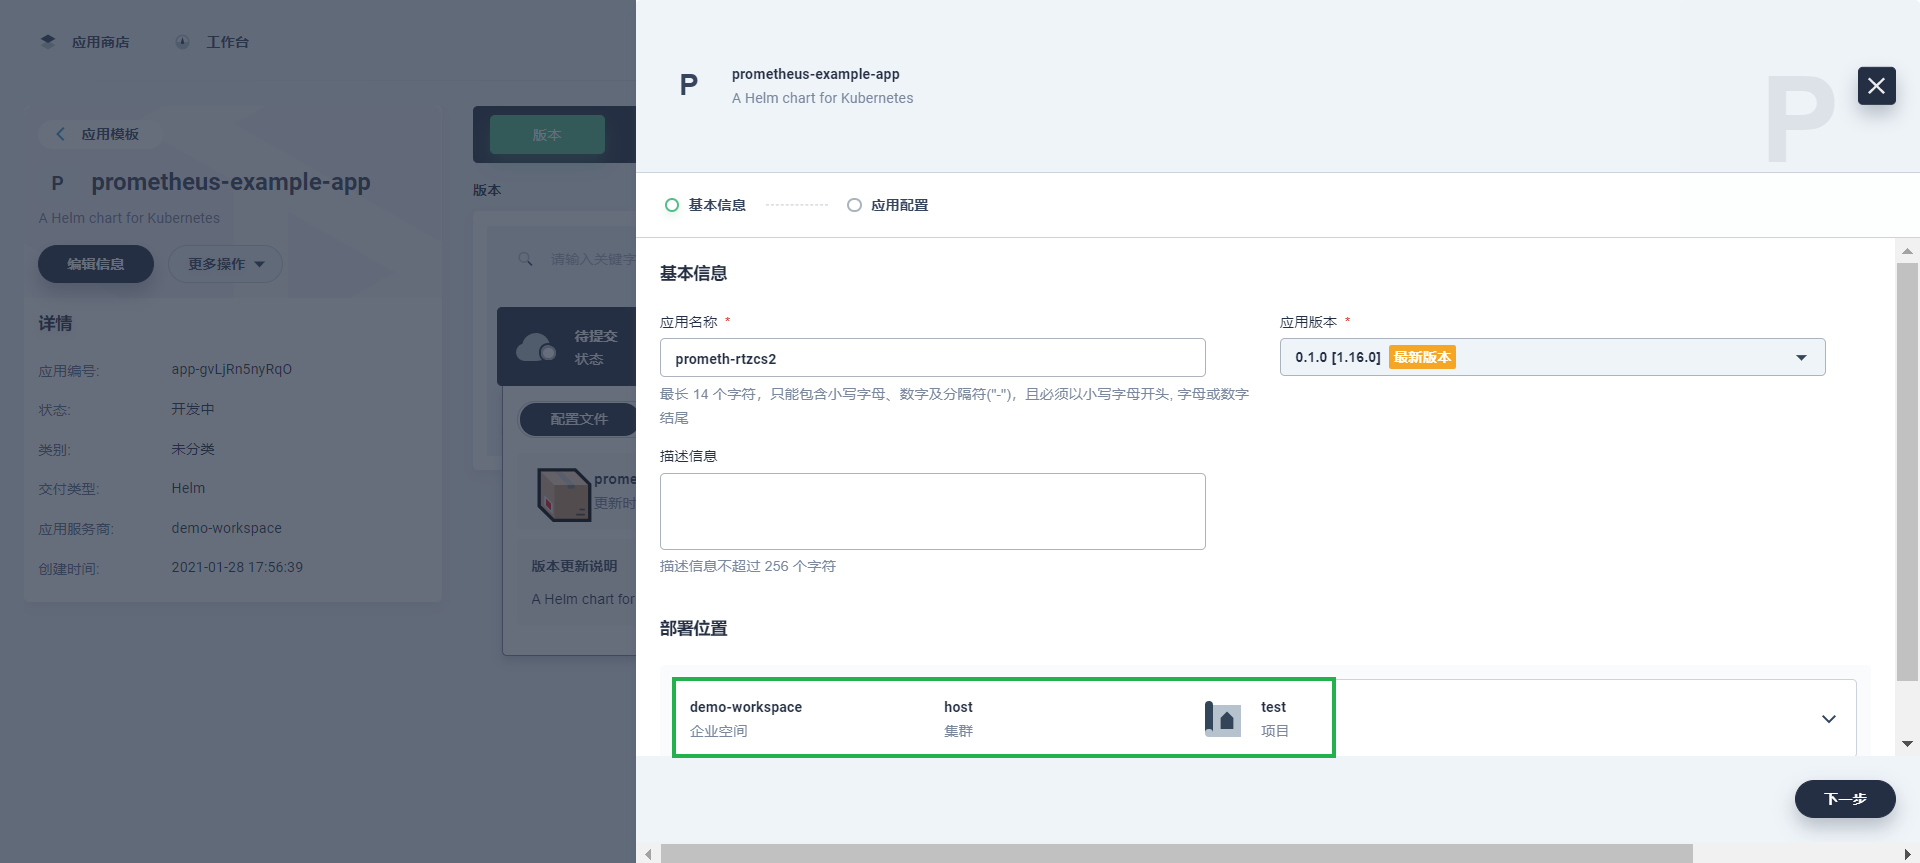 应用商店
工作台
应用模板
P prometheus-example-app
A Helm chart for Kubernetes
编辑信息
更多操作
详情
应用编号: app-gvLjRn5nyRqO
状态: 开发中
类别: 未分类
交付类型: Helm
应用服务商: demo-workspace
创建时间: 2021-01-28 17:56:39
版本
版本
请输入关键字
待提交
状态
配置文件
prome
更新时
版本更新说明
A Helm chart for
P
prometheus-example-app
A Helm chart for Kubernetes
P
基本信息
应用配置
基本信息
应用名称 *
prometh-rtzcs2
最长 14 个字符，只能包含小写字母、数字及分隔符("-")，且必须以小写字母开头, 字母或数字
结尾
应用版本 *
0.1.0 [1.16.0] 最新版本
描述信息
描述信息不超过 256 个字符
部署位置
demo-workspace
企业空间
host
集群
test
项目
下一步